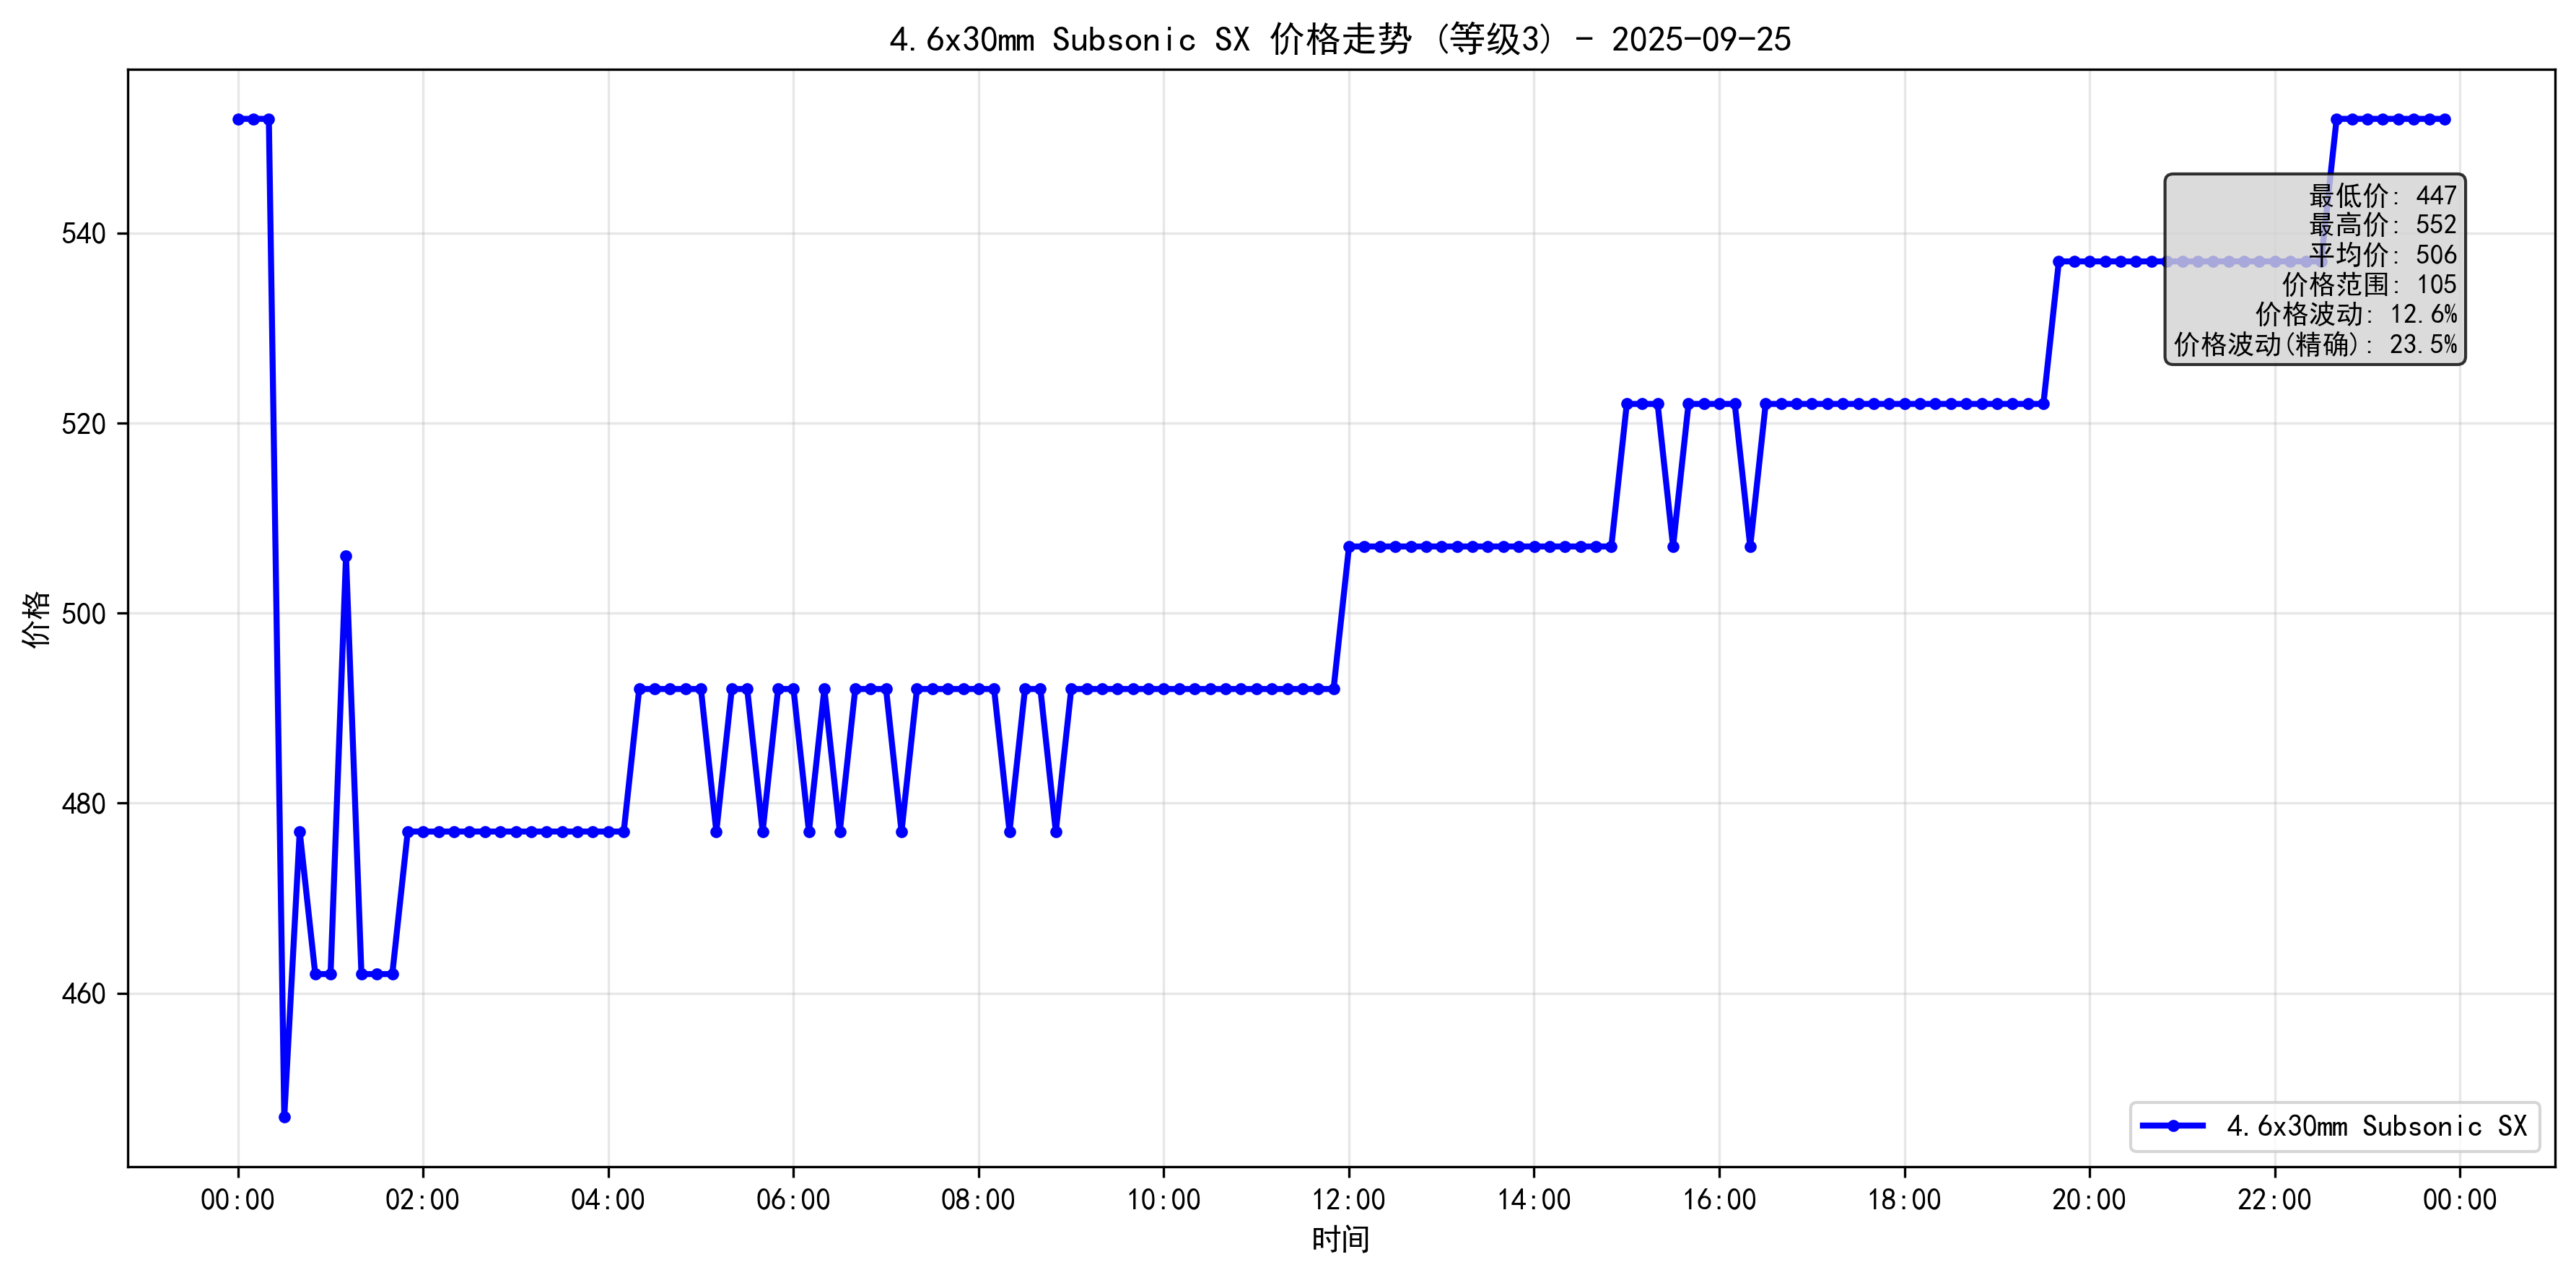 4.6x30mm Subsonic SX 价格走势 (等级3) - 2025-09-25
价格
540
520
500
480
460
最低价: 447
最高价: 552
平均价: 506
价格范围: 105
价格波动: 12.6%
价格波动(精确): 23.5%
4.6x30mm Subsonic SX
00:00 02:00 04:00 06:00 08:00 10:00 12:00 14:00 16:00 18:00 20:00 22:00 00:00
时间